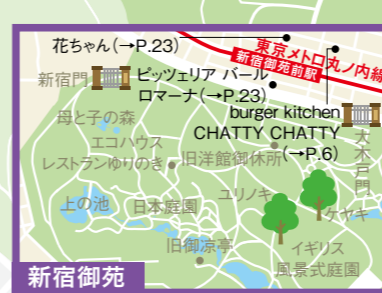 花ちゃん(→P.23)
東京メトロ丸ノ内線
新宿御苑前駅
新宿門
ピッツェリア バール
ロマーナ(→P.23)
burger kitchen
CHATTY CHATTY
(→P.6)
大木戸門
母と子の森
エコハウス
レストランゆりのき
旧洋館御休所
上の池
日本庭園
ユリノキ
ケヤキ
旧御凉亭
イギリス
風景式庭園
新宿御苑